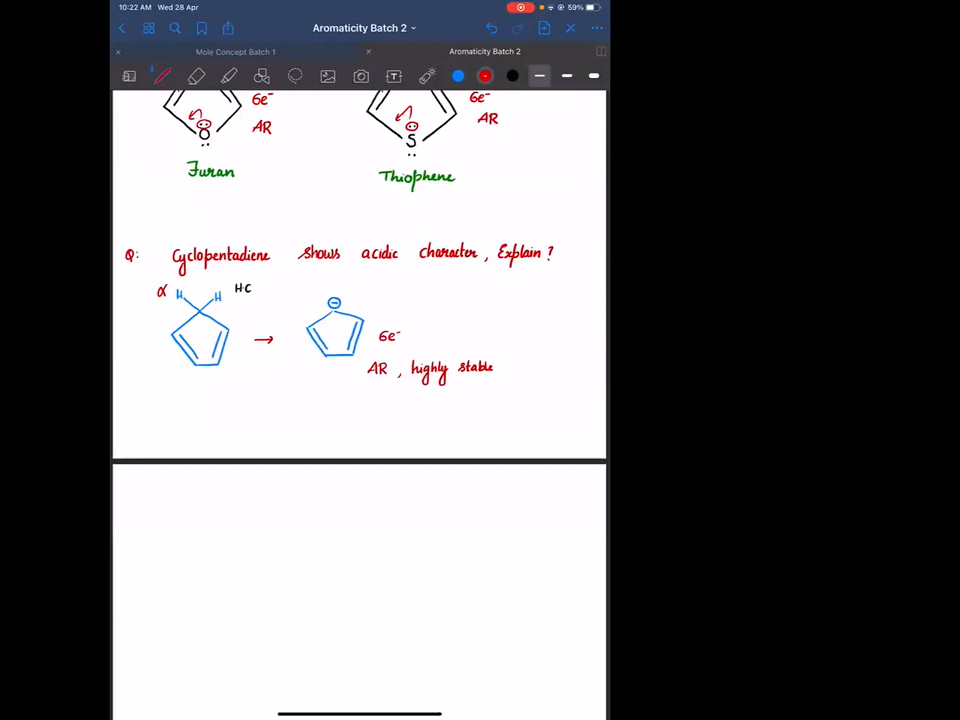 10:22 AM Wed 28 Apr 59%
Aromaticity Batch 2
Mole Concept Batch 1 Aromaticity Batch 2
6e⁻ 6e⁻
AR AR
O S
Furan Thiophene
Q: Cyclopentadiene shows acidic character, Explain?
α H H H·C
6e⁻
AR, highly stable